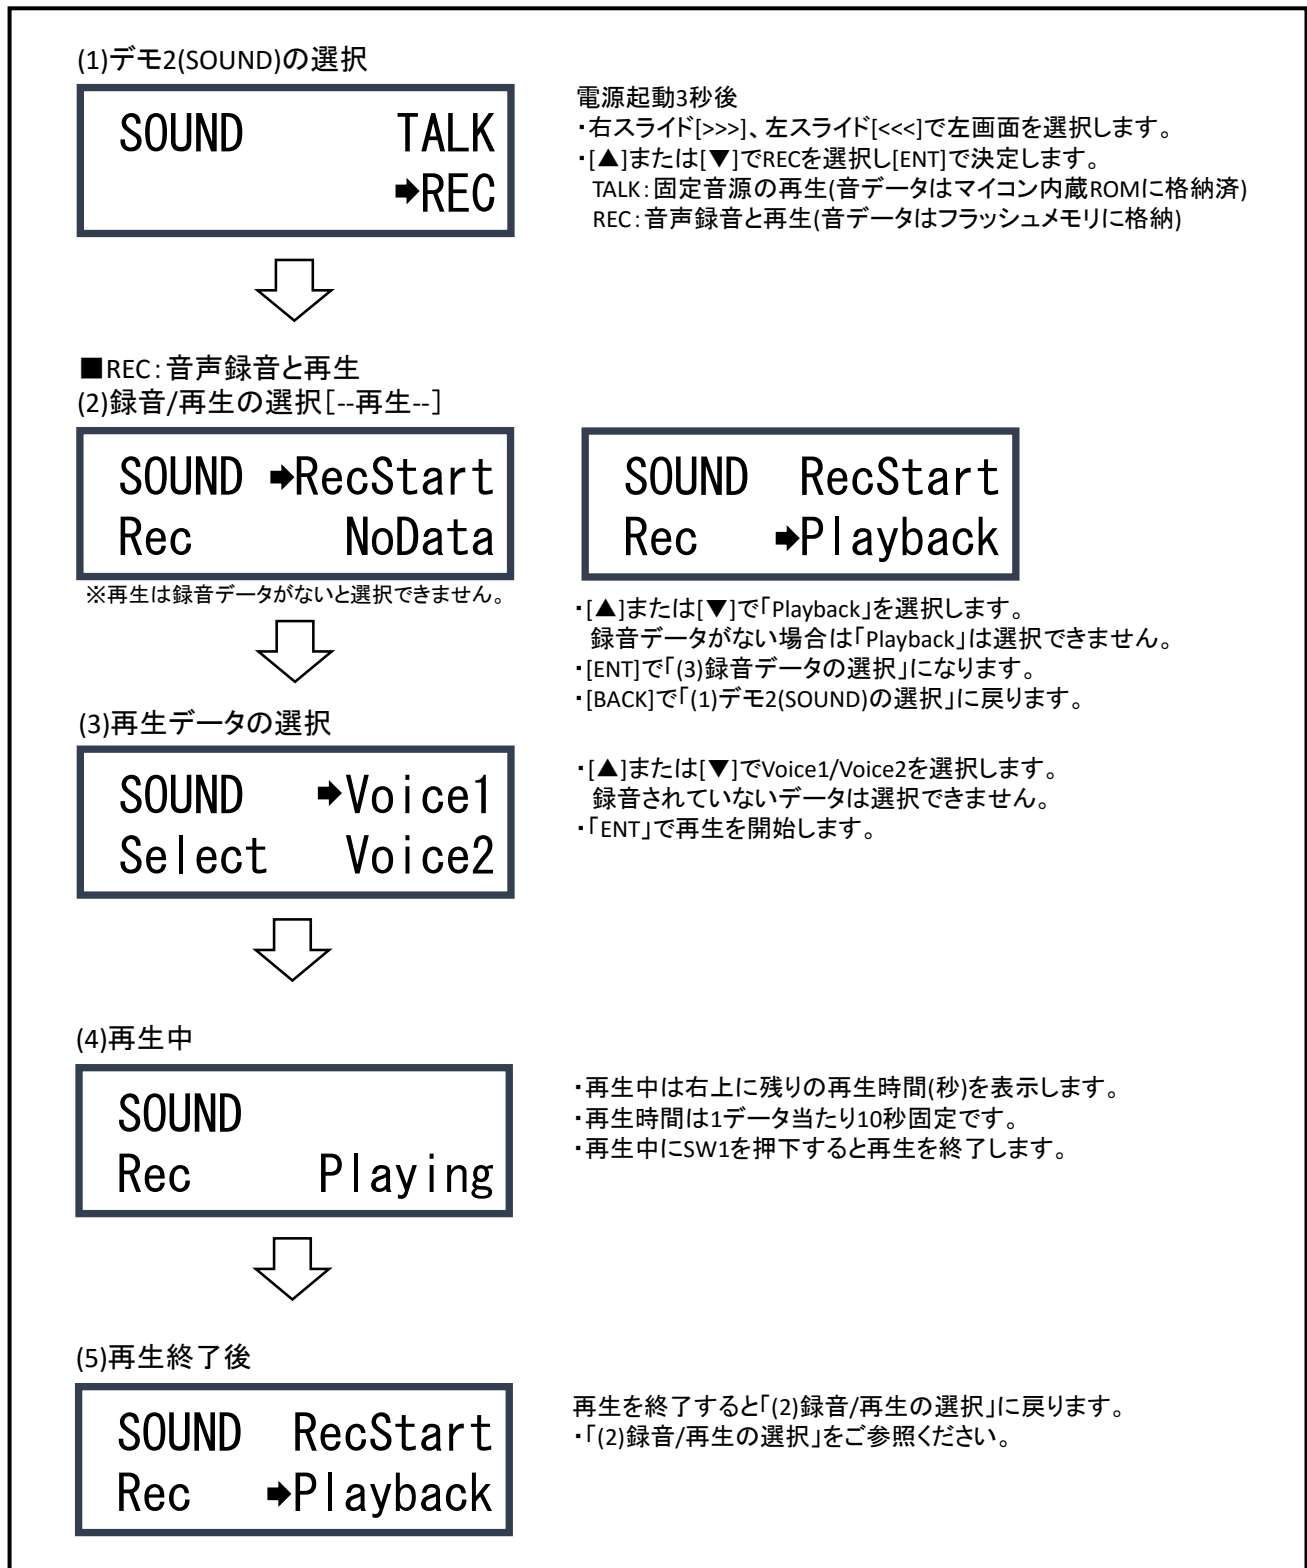 (1)デモ2(SOUND)の選択
SOUND TALK
➡REC
電源起動3秒後
・右スライド[>>>]、左スライド[<<<]で左画面を選択します。
・[▲]または[▼]でRECを選択し[ENT]で決定します。
TALK：固定音源の再生(音データはマイコン内蔵ROMに格納済)
REC：音声録音と再生(音データはフラッシュメモリに格納)
■REC：音声録音と再生
(2)録音/再生の選択［--再生--］
SOUND ➡RecStart
Rec NoData
※再生は録音データがないと選択できません。
SOUND RecStart
Rec ➡Playback
・[▲]または[▼]で「Playback」を選択します。
録音データがない場合は「Playback」は選択できません。
・[ENT]で「(3)録音データの選択」になります。
・[BACK]で「(1)デモ2(SOUND)の選択」に戻ります。
(3)再生データの選択
SOUND ➡Voice1
Select Voice2
・[▲]または[▼]でVoice1/Voice2を選択します。
録音されていないデータは選択できません。
・「ENT」で再生を開始します。
(4)再生中
SOUND
Rec Playing
・再生中は右上に残りの再生時間(秒)を表示します。
・再生時間は1データ当たり10秒固定です。
・再生中にSW1を押下すると再生を終了します。
(5)再生終了後
SOUND RecStart
Rec ➡Playback
再生を終了すると「(2)録音/再生の選択」に戻ります。
・「(2)録音/再生の選択」をご参照ください。